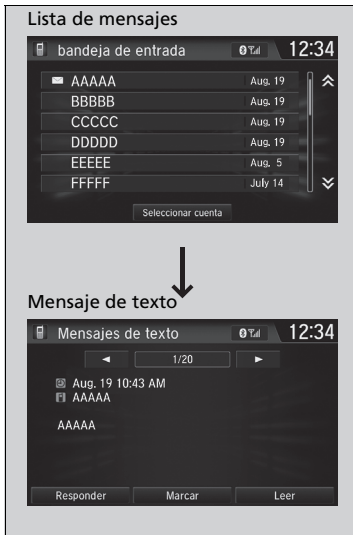 Lista de mensajes
bandeja de entrada 12:34
AAAAA Aug. 19
BBBBB Aug. 19
CCCCC Aug. 19
DDDDD Aug. 19
EEEEE Aug. 5
FFFFF July 14
Seleccionar cuenta
Mensaje de texto
Mensajes de texto 12:34
1/20
Aug. 19 10:43 AM
AAAAA
AAAAA
Responder Marcar Leer